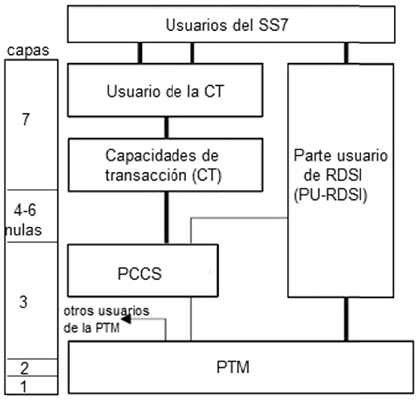 Usuarios del SS7
capas
Usuario de la CT
7
Capacidades de
transacción (CT)
Parte usuario
de RDSI
(PU-RDSI)
4-6
nulas
PCCS
3
otros usuarios
de la PTM
PTM
2
1